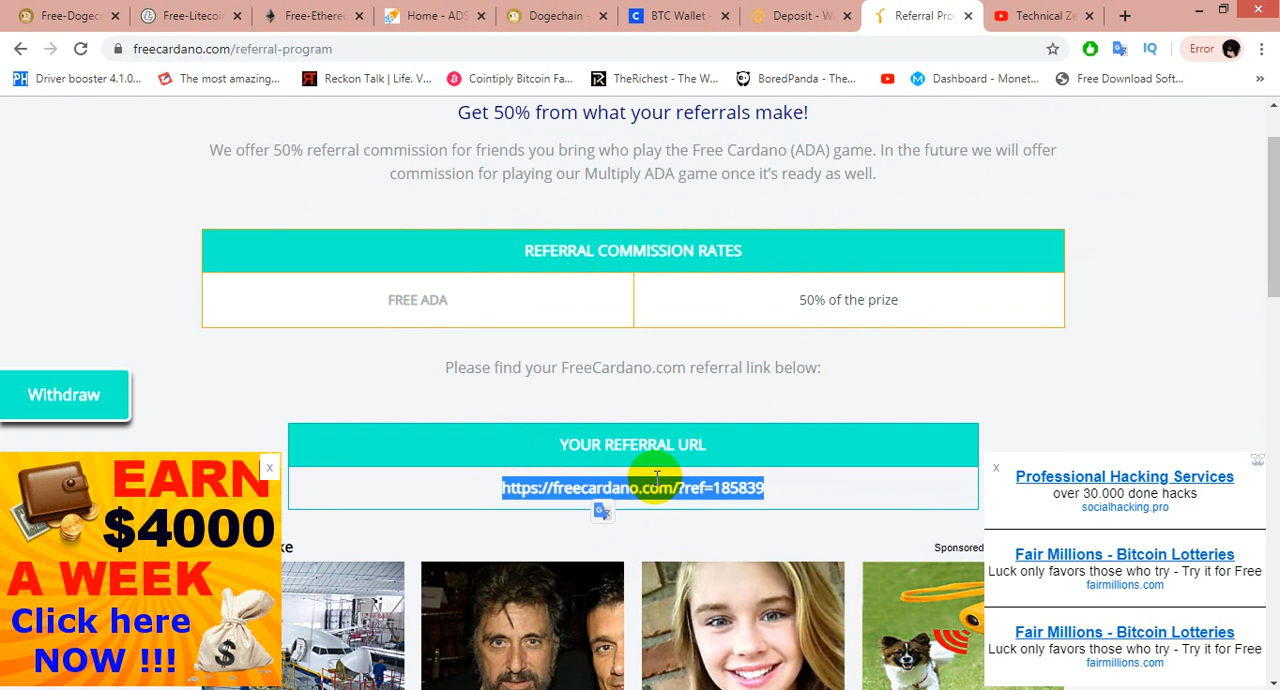 Free-Dogec
Free-Litecoi
Free-Ethere
Home - ADS
Dogechain -
BTC Wallet -
Deposit - W
Referral Pro
Technical Ze
freecardano.com/referral-program
IQ
Error
PH Driver booster 4.1.0...
The most amazing...
RT Reckon Talk | Life. V...
Cointiply Bitcoin Fa...
TheRichest - The W...
BoredPanda - The...
Dashboard - Monet...
Free Download Soft...
»
Get 50% from what your referrals make!
We offer 50% referral commission for friends you bring who play the Free Cardano (ADA) game. In the future we will offer
commission for playing our Multiply ADA game once it's ready as well.
REFERRAL COMMISSION RATES
FREE ADA
50% of the prize
Please find your FreeCardano.com referral link below:
Withdraw
YOUR REFERRAL URL
https://freecardano.com/?ref=185839
x
EARN
$4000
A WEEK
Click here
NOW !!!
ke
Sponsored
x
Professional Hacking Services
over 30.000 done hacks
socialhacking.pro
Fair Millions - Bitcoin Lotteries
Luck only favors those who try - Try it for Free
fairmillions.com
Fair Millions - Bitcoin Lotteries
Luck only favors those who try - Try it for Free
fairmillions.com